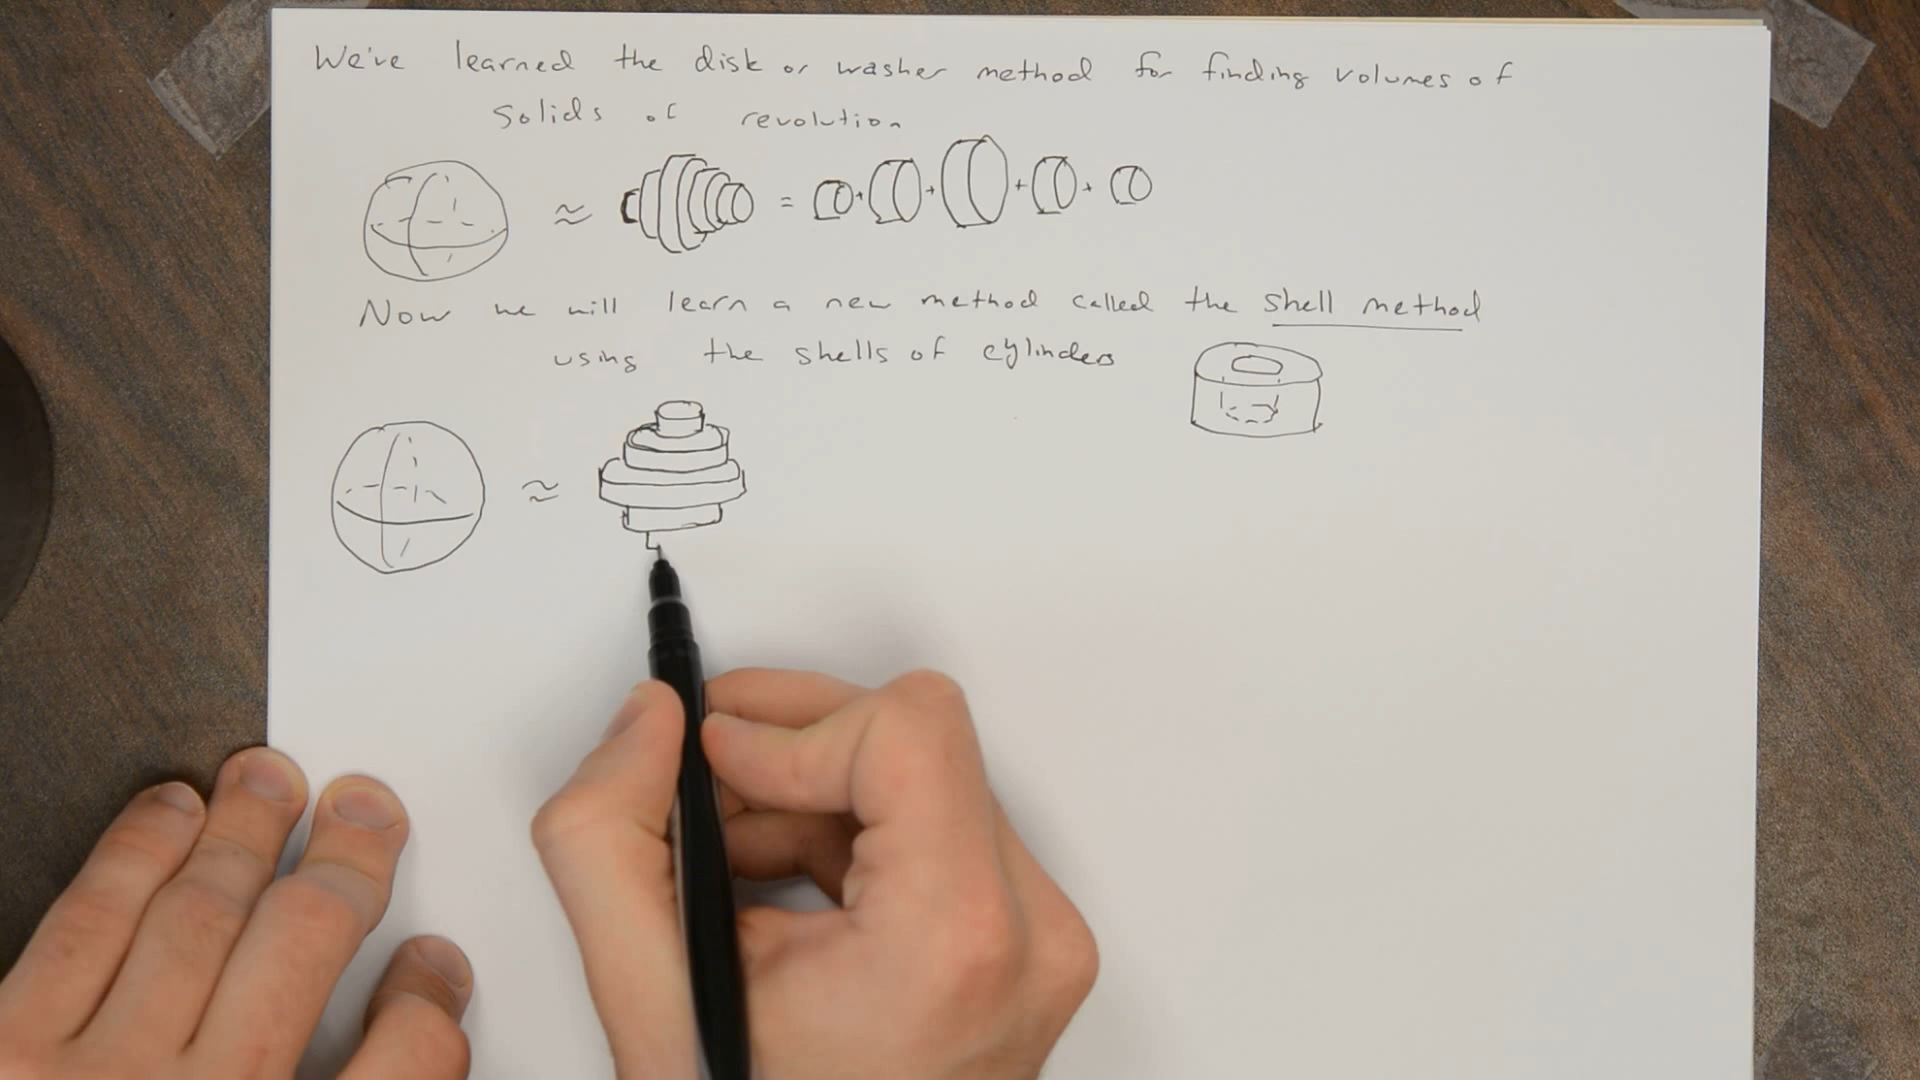 We've learned the disk or washer method for finding volumes of
solids of revolution
≈ = + + + +
Now we will learn a new method called the shell method
using the shells of cylinders
≈